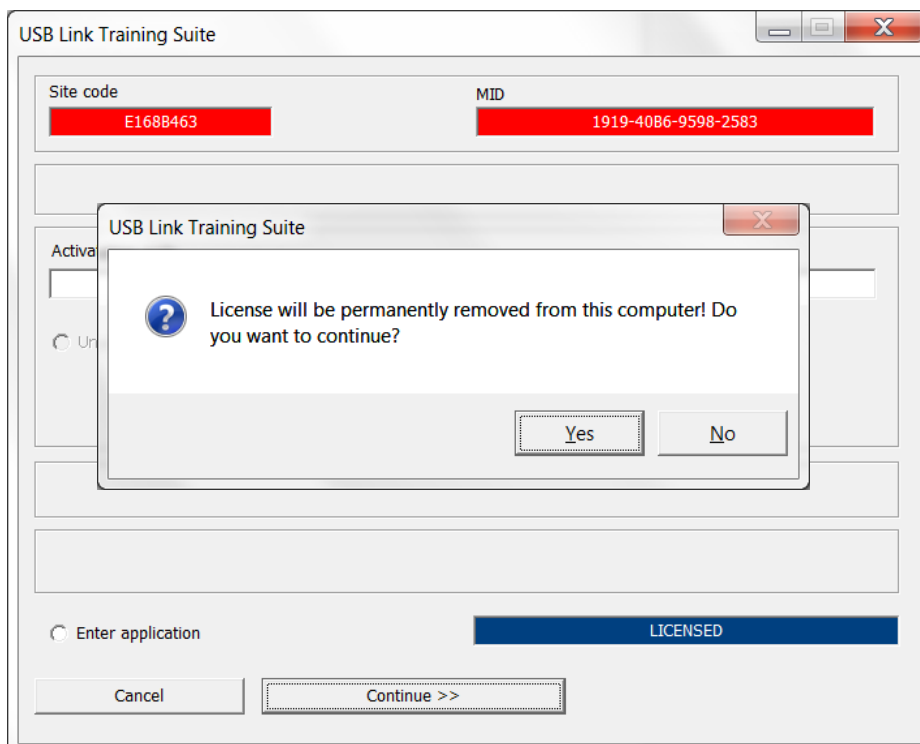 USB Link Training Suite
Site code
MID
E168B463
1919-40B6-9598-2583
USB Link Training Suite
License will be permanently removed from this computer! Do
you want to continue?
Yes
No
Enter application
LICENSED
Cancel
Continue >>